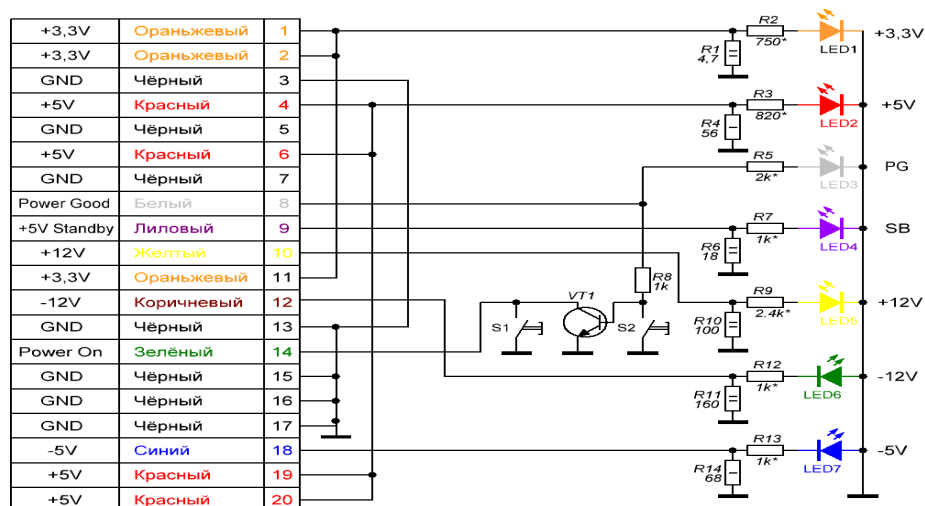 +3,3V Ораньжевый 1
+3,3V Ораньжевый 2
GND Чёрный 3
+5V Красный 4
GND Чёрный 5
+5V Красный 6
GND Чёрный 7
Power Good Белый 8
+5V Standby Лиловый 9
+12V Желтый 10
+3,3V Ораньжевый 11
-12V Коричневый 12
GND Чёрный 13
Power On Зелёный 14
GND Чёрный 15
GND Чёрный 16
GND Чёрный 17
-5V Синий 18
+5V Красный 19
+5V Красный 20
R2
750*
LED1
+3,3V
R1
4,7
R3
820*
LED2
+5V
R4
56
R5
2k*
LED3
PG
R7
1k*
LED4
SB
R6
18
R8
1k
VT1
S1
S2
R9
2.4k*
LED5
+12V
R10
100
R12
1k*
LED6
-12V
R11
160
R13
1k*
LED7
-5V
R14
68